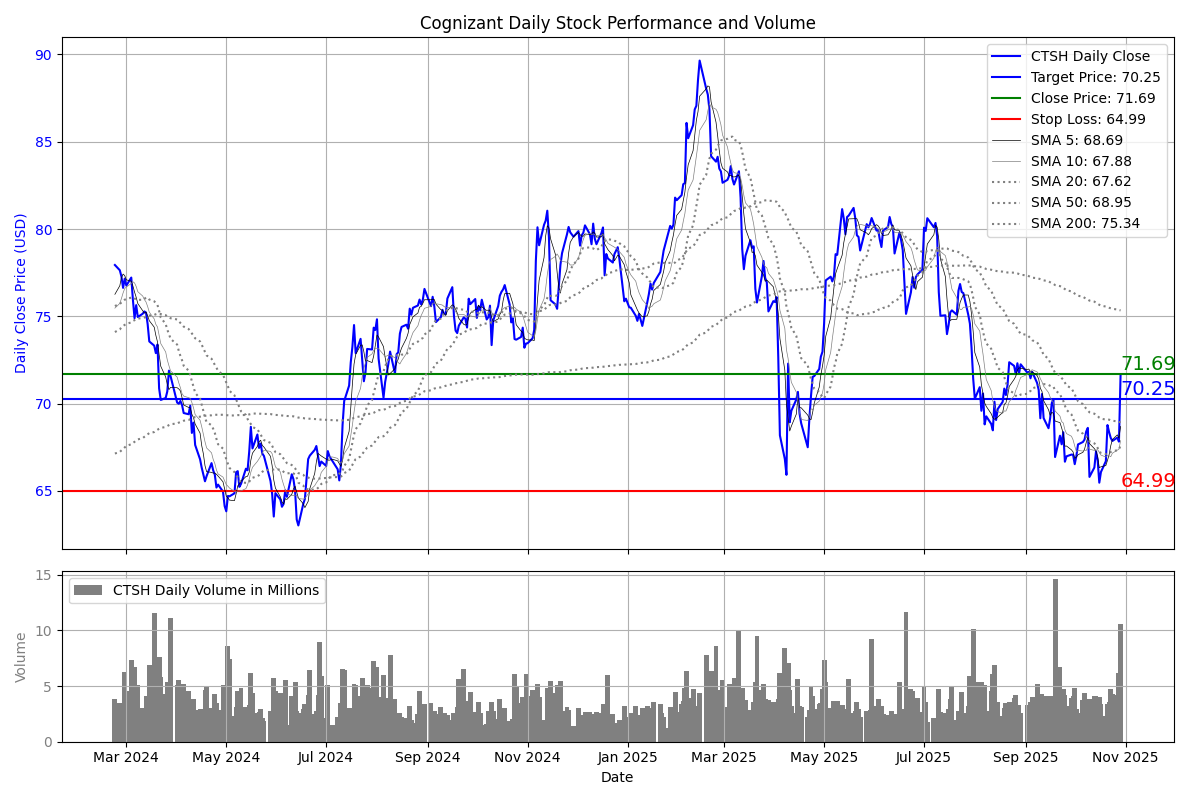 Cognizant Daily Stock Performance and Volume
Daily Close Price (USD)
90
85
80
75
70
65
CTSH Daily Close
Target Price: 70.25
Close Price: 71.69
Stop Loss: 64.99
SMA 5: 68.69
SMA 10: 67.88
SMA 20: 67.62
SMA 50: 68.95
SMA 200: 75.34
71.69
70.25
64.99
Volume
15
10
5
0
CTSH Daily Volume in Millions
Mar 2024 May 2024 Jul 2024 Sep 2024 Nov 2024 Jan 2025 Mar 2025 May 2025 Jul 2025 Sep 2025 Nov 2025
Date